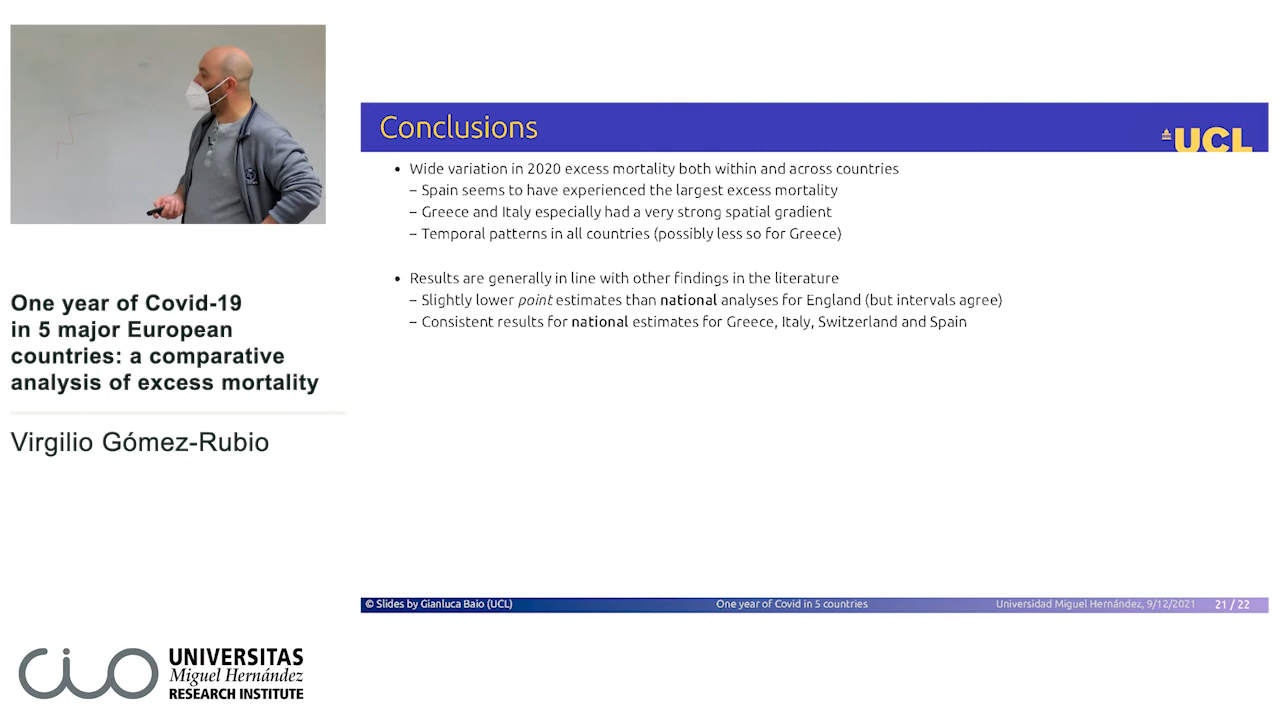 One year of Covid-19
in 5 major European
countries: a comparative
analysis of excess mortality
Virgilio Gómez-Rubio
cio
UNIVERSITAS
Miguel Hernández
RESEARCH INSTITUTE
Conclusions
UCL
• Wide variation in 2020 excess mortality both within and across countries
– Spain seems to have experienced the largest excess mortality
– Greece and Italy especially had a very strong spatial gradient
– Temporal patterns in all countries (possibly less so for Greece)
• Results are generally in line with other findings in the literature
– Slightly lower point estimates than national analyses for England (but intervals agree)
– Consistent results for national estimates for Greece, Italy, Switzerland and Spain
© Slides by Gianluca Baio (UCL) One year of Covid in 5 countries Universidad Miguel Hernández, 9/12/2021 21 / 22